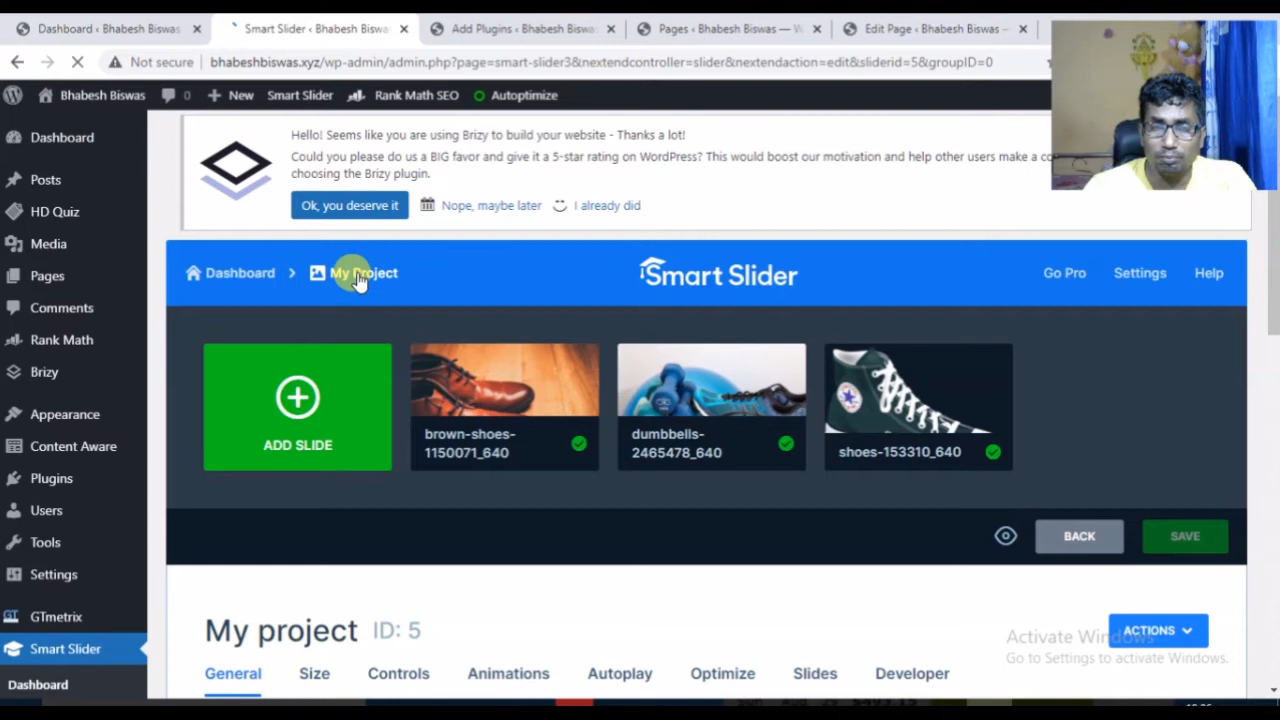 Dashboard ‹ Bhabesh Biswas
Smart Slider ‹ Bhabesh Biswa
Add Plugins ‹ Bhabesh Biswas
Pages ‹ Bhabesh Biswas — W
Edit Page ‹ Bhabesh Biswas —
Not secure
bhabeshbiswas.xyz/wp-admin/admin.php?page=smart-slider3&nextendcontroller=slider&nextendaction=edit&sliderid=5&groupID=0
Bhabesh Biswas 0 New Smart Slider Rank Math SEO Autoptimize
Dashboard
Posts
HD Quiz
Media
Pages
Comments
Rank Math
Brizy
Appearance
Content Aware
Plugins
Users
Tools
Settings
GTmetrix
Smart Slider
Dashboard
Hello! Seems like you are using Brizy to build your website - Thanks a lot!
Could you please do us a BIG favor and give it a 5-star rating on WordPress? This would boost our motivation and help other users make a co
choosing the Brizy plugin.
Ok, you deserve it Nope, maybe later I already did
Dashboard My Project
Smart Slider
Go Pro Settings Help
ADD SLIDE
brown-shoes-
1150071_640
dumbbells-
2465478_640
shoes-153310_640
BACK SAVE
My project ID: 5
ACTIONS
General Size Controls Animations Autoplay Optimize Slides Developer
Activate Windows
Go to Settings to activate Windows.